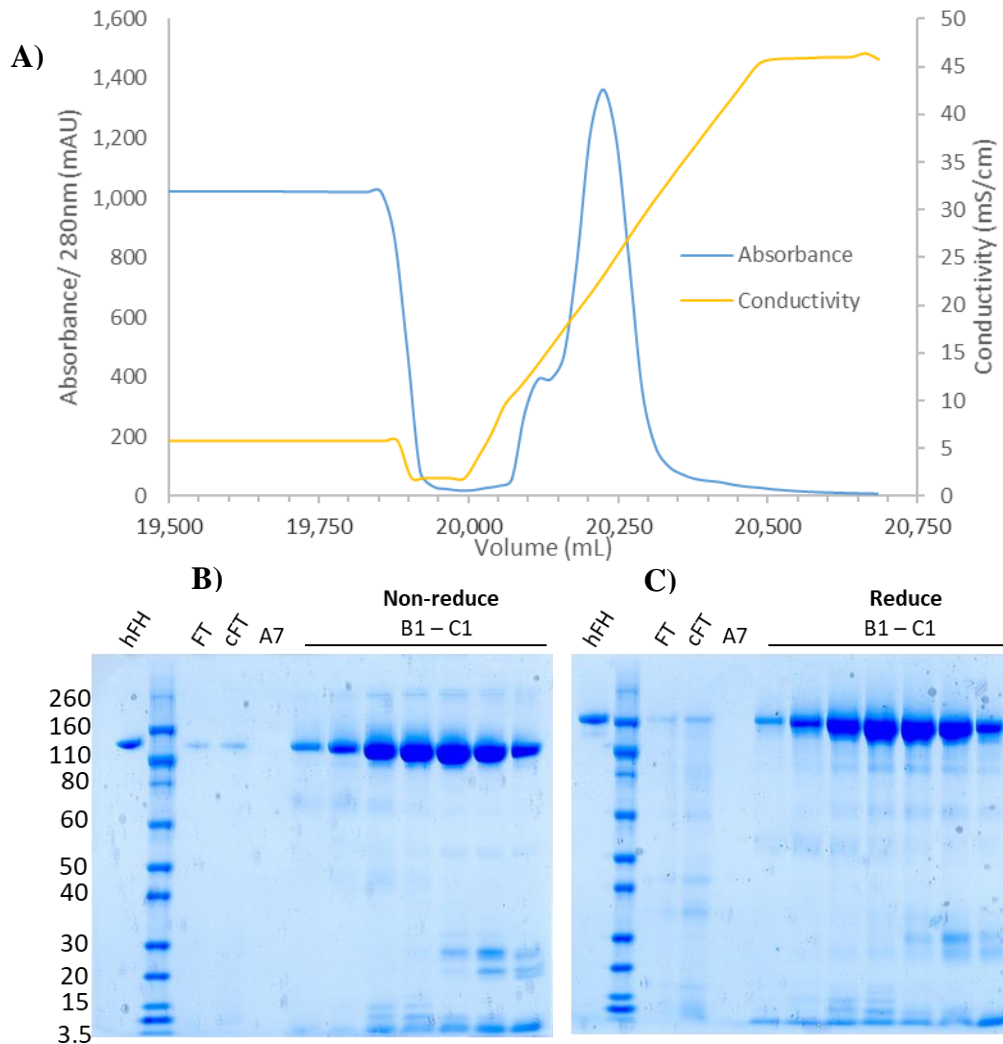 A)
1,600
1,400
1,200
1,000
800
600
400
200
0
Absorbance/ 280nm (mAU)
50
45
40
35
30
25
20
15
10
5
0
Conductivity (mS/cm)
Absorbance
Conductivity
19,500 19,750 20,000 20,250 20,500 20,750
Volume (mL)
B)
Non-reduce
hFH FT cFT A7 B1 – C1
260
160
110
80
60
50
40
30
20
15
3.5
C)
Reduce
hFH FT cFT A7 B1 – C1